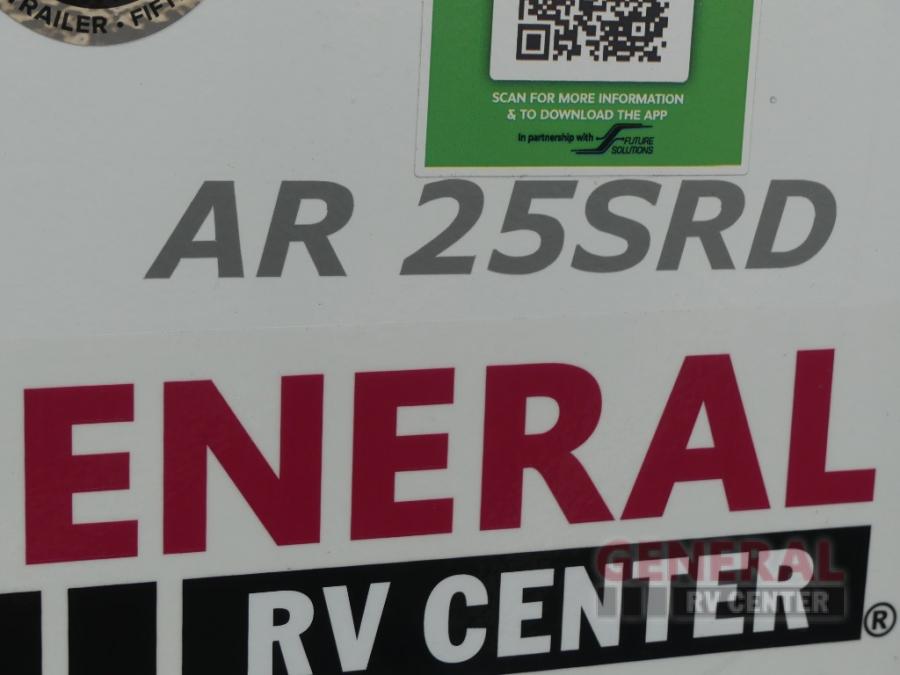 TRAILER • FIFT
SCAN FOR MORE INFORMATION
& TO DOWNLOAD THE APP
In partnership with FUTURE
SOLUTIONS
AR 25SRD
ENERAL
RV CENTER®
GENERAL
RV CENTER